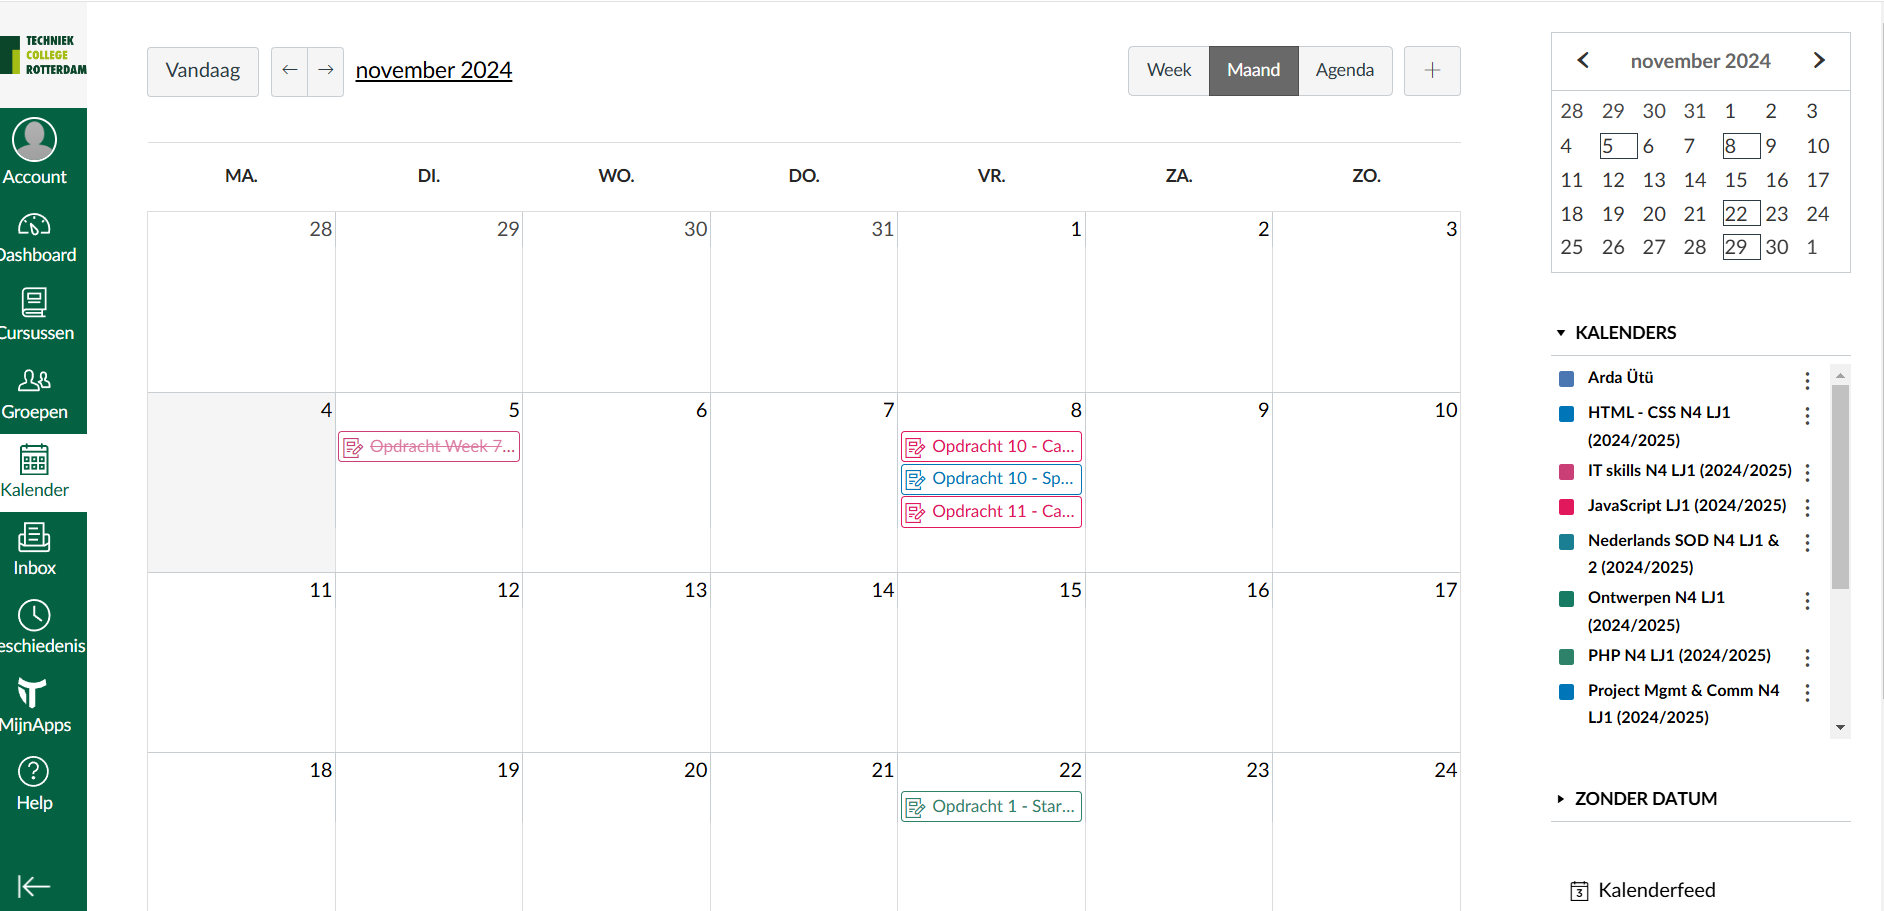 TECHNIEK
COLLEGE
ROTTERDAM
Account
Dashboard
Cursussen
Groepen
Kalender
Inbox
eschiedenis
MijnApps
Help
Vandaag ← → november 2024
Week Maand Agenda +
MA. DI. WO. DO. VR. ZA. ZO.
28 29 30 31 1 2 3
4 5 6 7 8 9 10
Opdracht Week 7...
Opdracht 10 - Ca...
Opdracht 10 - Sp...
Opdracht 11 - Ca...
11 12 13 14 15 16 17
18 19 20 21 22 23 24
Opdracht 1 - Star...
november 2024
28 29 30 31 1 2 3
4 5 6 7 8 9 10
11 12 13 14 15 16 17
18 19 20 21 22 23 24
25 26 27 28 29 30 1
KALENDERS
Arda Ütü
HTML - CSS N4 LJ1
(2024/2025)
IT skills N4 LJ1 (2024/2025)
JavaScript LJ1 (2024/2025)
Nederlands SOD N4 LJ1 &
2 (2024/2025)
Ontwerpen N4 LJ1
(2024/2025)
PHP N4 LJ1 (2024/2025)
Project Mgmt & Comm N4
LJ1 (2024/2025)
ZONDER DATUM
3 Kalenderfeed